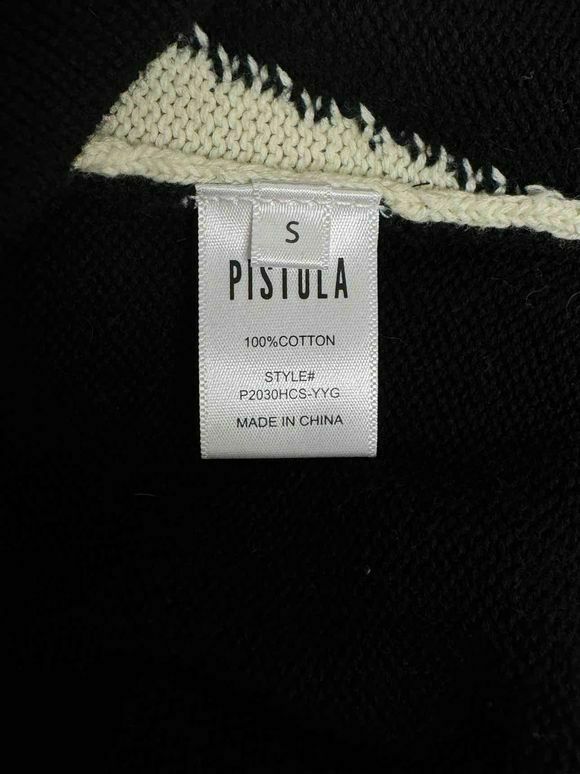 S
PISTOLA
100%COTTON
STYLE#
P2030HCS-YYG
MADE IN CHINA